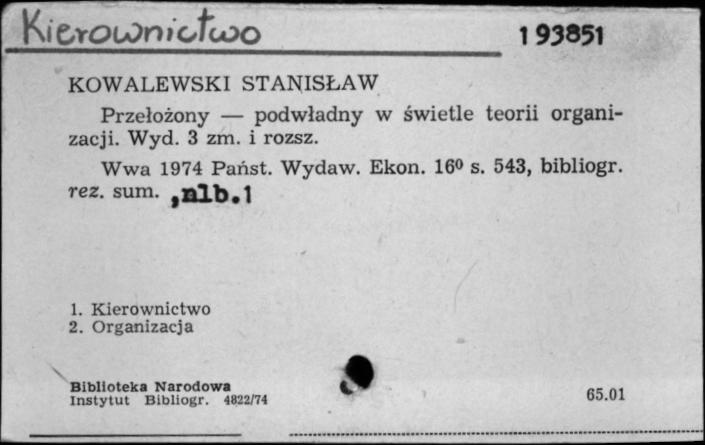 Kierownictwo 193851
KOWALEWSKI STANISŁAW
Przełożony — podwładny w świetle teorii organi-
zacji. Wyd. 3 zm. i rozsz.
Wwa 1974 Państ. Wydaw. Ekon. 16⁰ s. 543, bibliogr.
rez. sum. ,nlb.1
1. Kierownictwo
2. Organizacja
Biblioteka Narodowa
Instytut Bibliogr. 4822/74 65.01